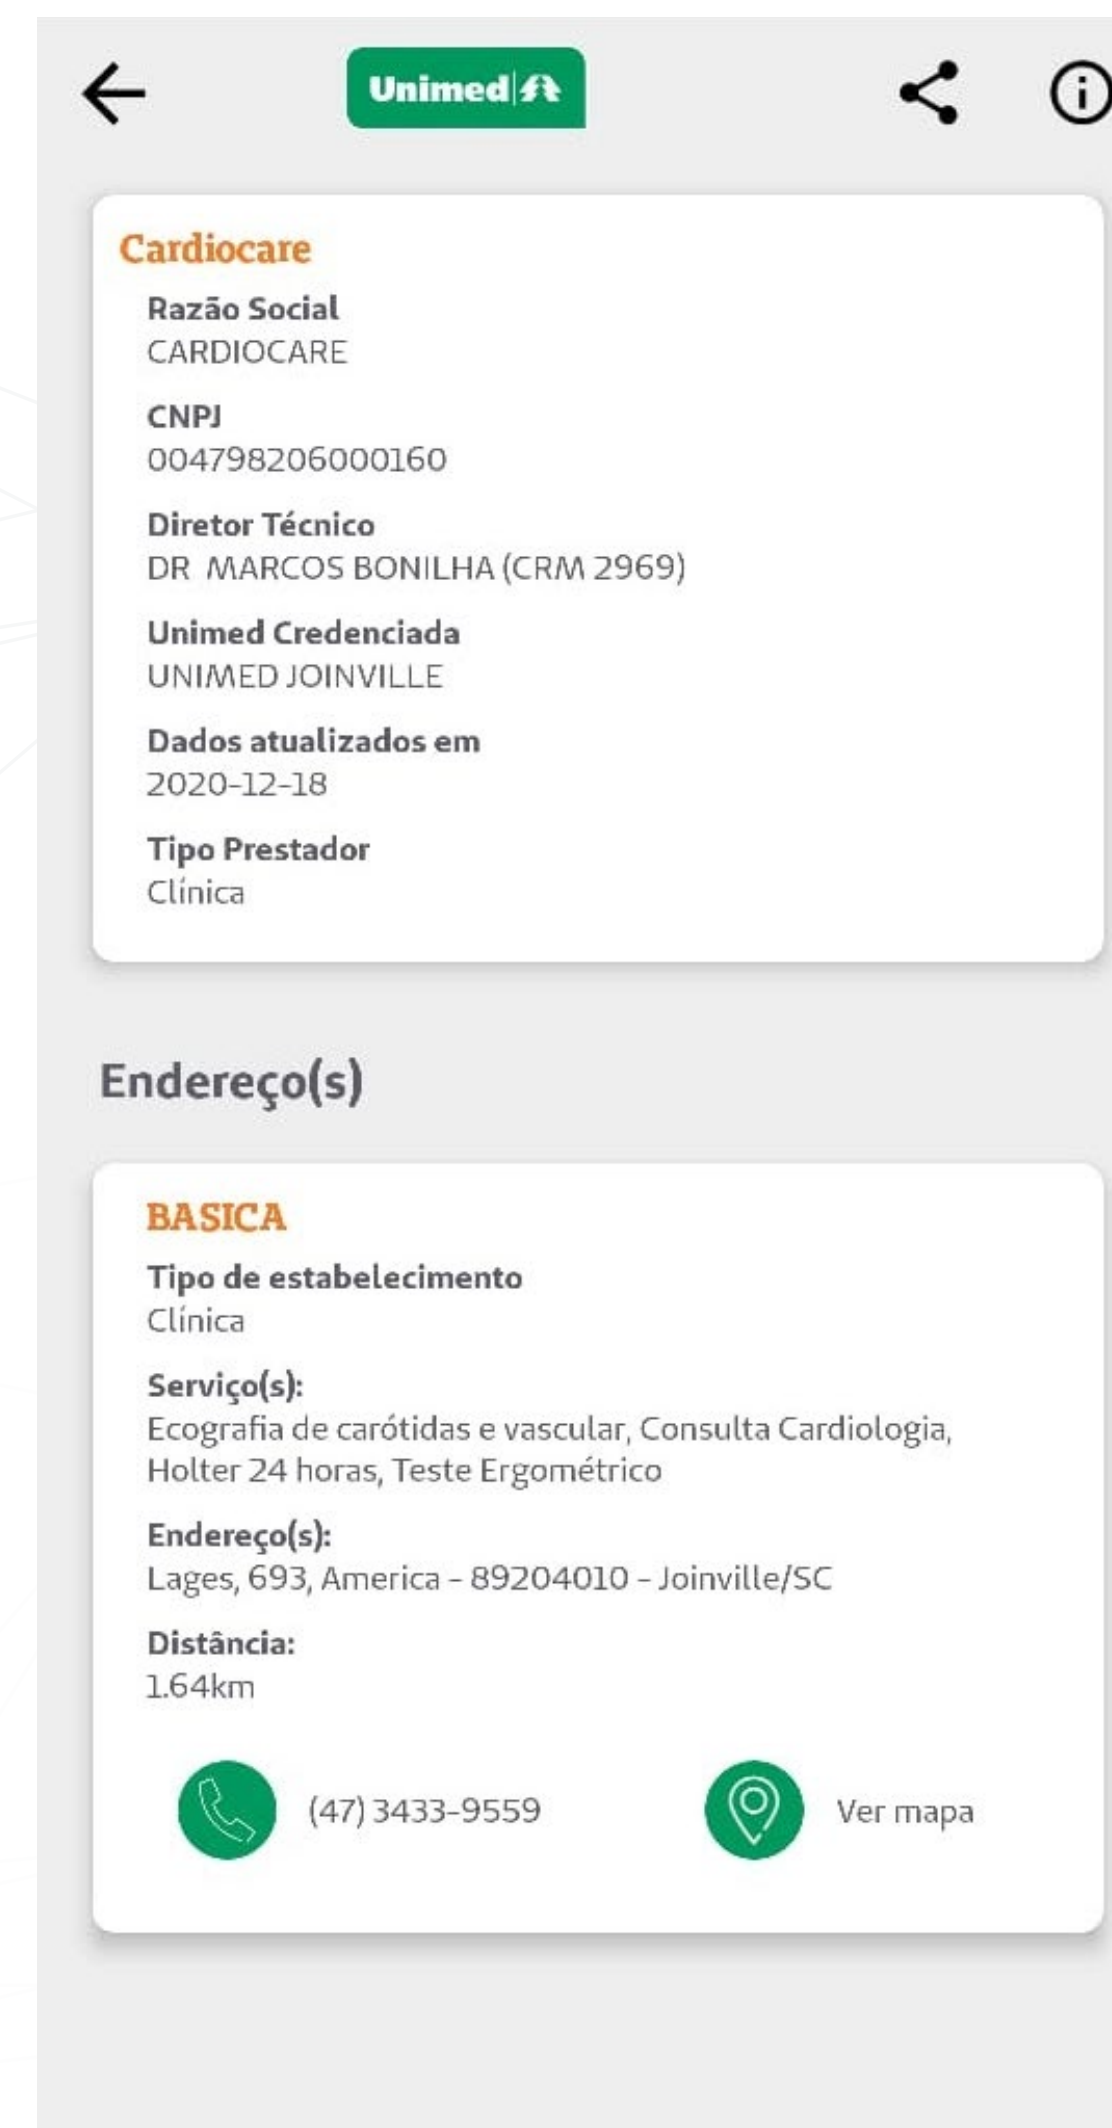 Unimed
Cardiocare
Razão Social
CARDIOCARE
CNPJ
004798206000160
Diretor Técnico
DR  MARCOS BONILHA (CRM 2969)
Unimed Credenciada
UNIMED JOINVILLE
Dados atualizados em
2020-12-18
Tipo Prestador
Clínica
Endereço(s)
BASICA
Tipo de estabelecimento
Clínica
Serviço(s):
Ecografia de carótidas e vascular, Consulta Cardiologia,
Holter 24 horas, Teste Ergométrico
Endereço(s):
Lages, 693, America - 89204010 - Joinville/SC
Distância:
1.64km
(47) 3433-9559
Ver mapa